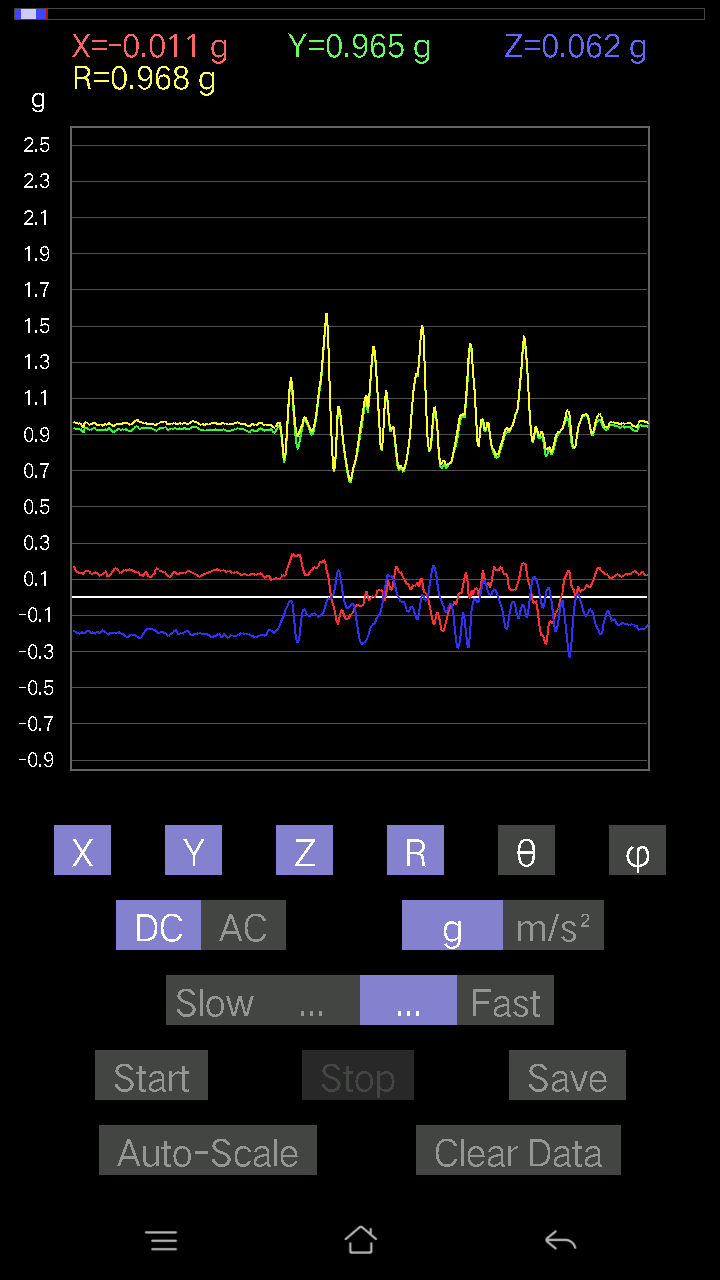 X=-0.011 g Y=0.965 g Z=0.062 g
R=0.968 g
g
2.5
2.3
2.1
1.9
1.7
1.5
1.3
1.1
0.9
0.7
0.5
0.3
0.1
-0.1
-0.3
-0.5
-0.7
-0.9
X Y Z R θ φ
DC AC g m/s²
Slow ... ... Fast
Start Stop Save
Auto-Scale Clear Data